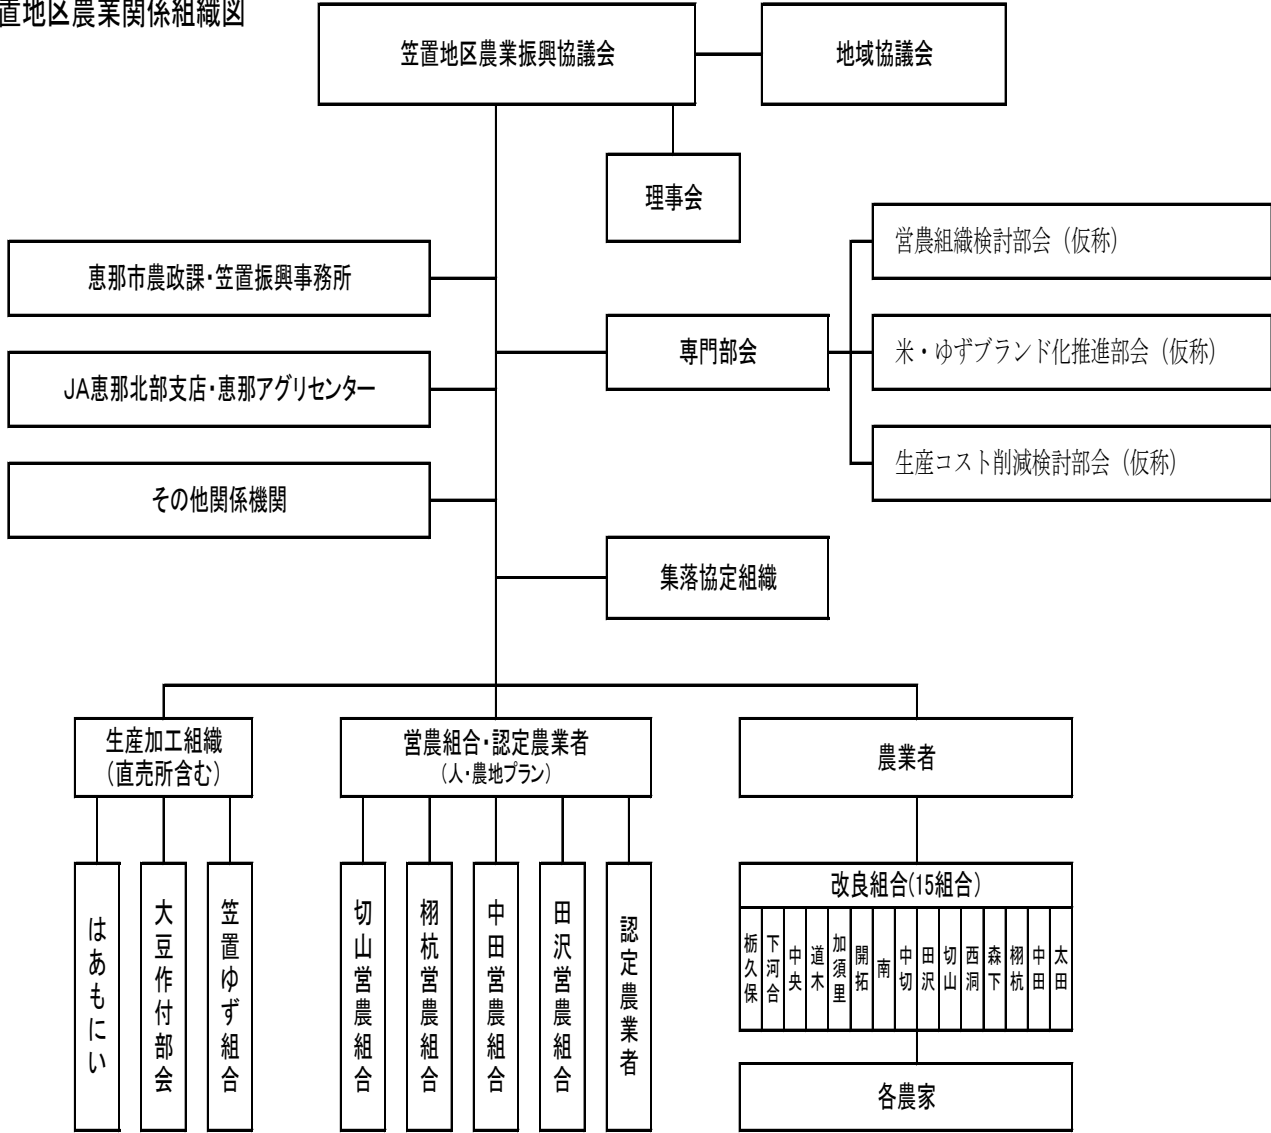 置地区農業関係組織図
笠置地区農業振興協議会
地域協議会
理事会
恵那市農政課・笠置振興事務所
JA恵那北部支店・恵那アグリセンター
その他関係機関
専門部会
営農組織検討部会（仮称）
米・ゆずブランド化推進部会（仮称）
生産コスト削減検討部会（仮称）
集落協定組織
生産加工組織
（直売所含む）
営農組合・認定農業者
（人・農地プラン）
農業者
はあもにい
大豆作付部会
笠置ゆず組合
切山営農組合
栩杭営農組合
中田営農組合
田沢営農組合
認定農業者
改良組合(15組合）
栃久保
下河合
中央
道木
加須里
開拓
南
中切
田沢
切山
西洞
森下
栩杭
中田
太田
各農家